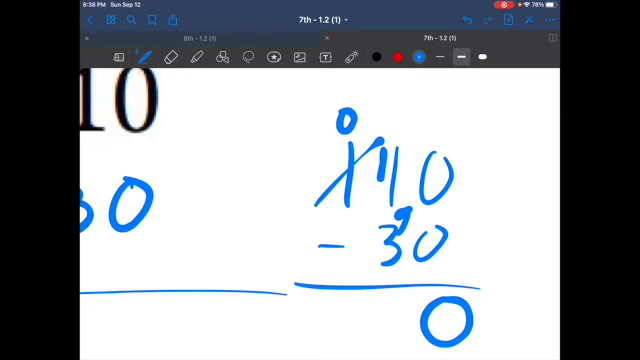 8:38 PM Sun Sep 12
76%
7th - 1.2 (1)
8th - 1.2 (1)
7th - 1.2 (1)
10
30
0
110
- 30
0